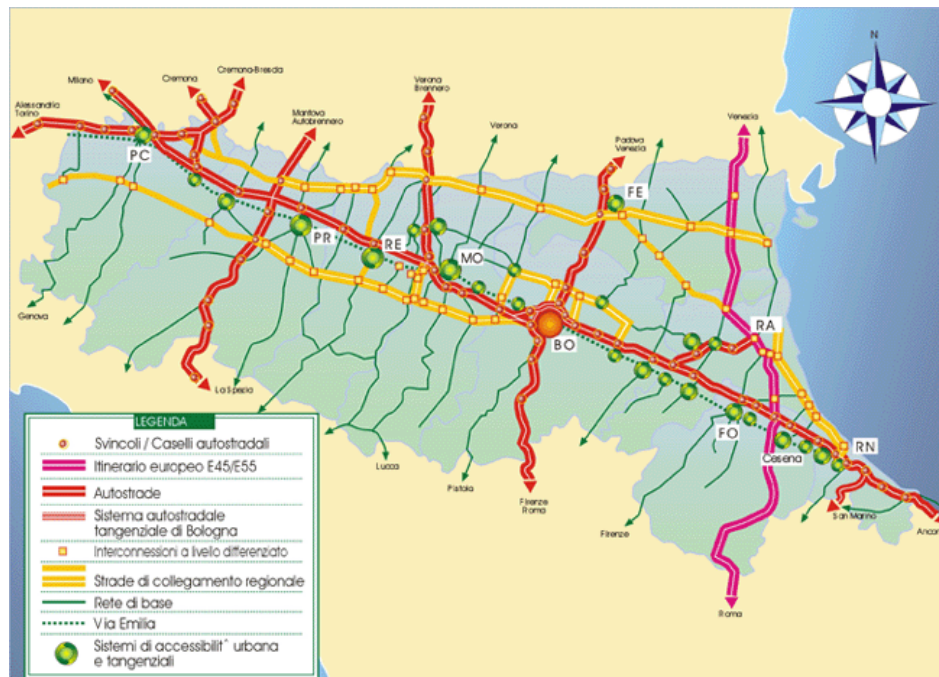 N
Milano
Cremona
Cremona-Brescia
Verona
Brennero
Venezia
Alessandria
Torino
Mantova
Autobrennero
Verona
Padova
Venezia
PC
FE
PR
RE
MO
Genova
BO
RA
La Spezia
FO
RN
Cesena
Lucca
Pistoia
Firenze
Roma
Firenze
San Marino
Ancon
Roma
LEGENDA
Svincoli / Caselli autostradali
Itinerario europeo E45/E55
Autostrade
Sistema autostradale
tangenziale di Bologna
Interconnessioni a livello differenziato
Strade di collegamento regionale
Rete di base
Via Emilia
Sistemi di accessibilit^ urbana
e tangenziali